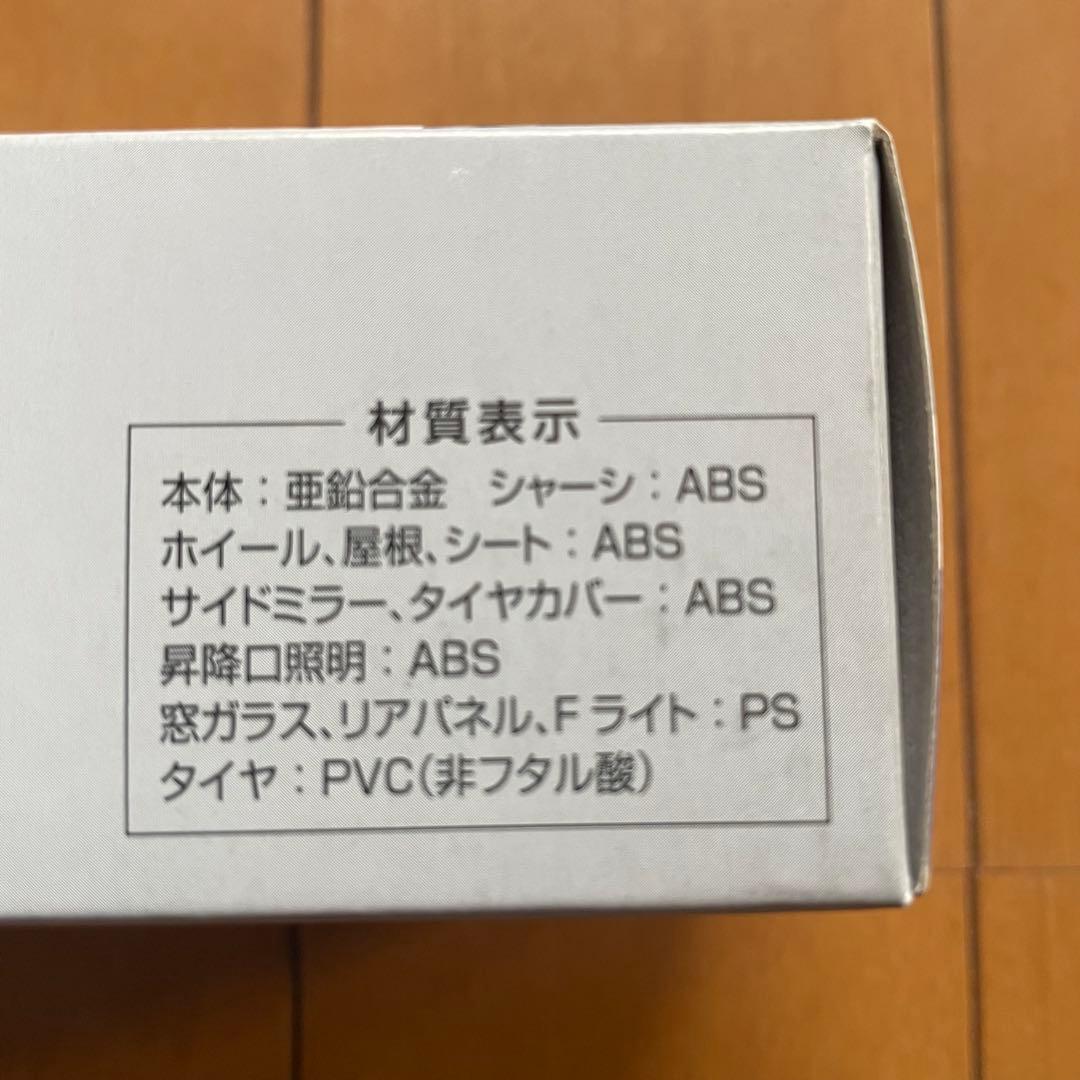 材質表示
本体：亜鉛合金　シャーシ：ABS
ホイール、屋根、シート：ABS
サイドミラー、タイヤカバー：ABS
昇降口照明：ABS
窓ガラス、リアパネル、Fライト：PS
タイヤ：PVC(非フタル酸)